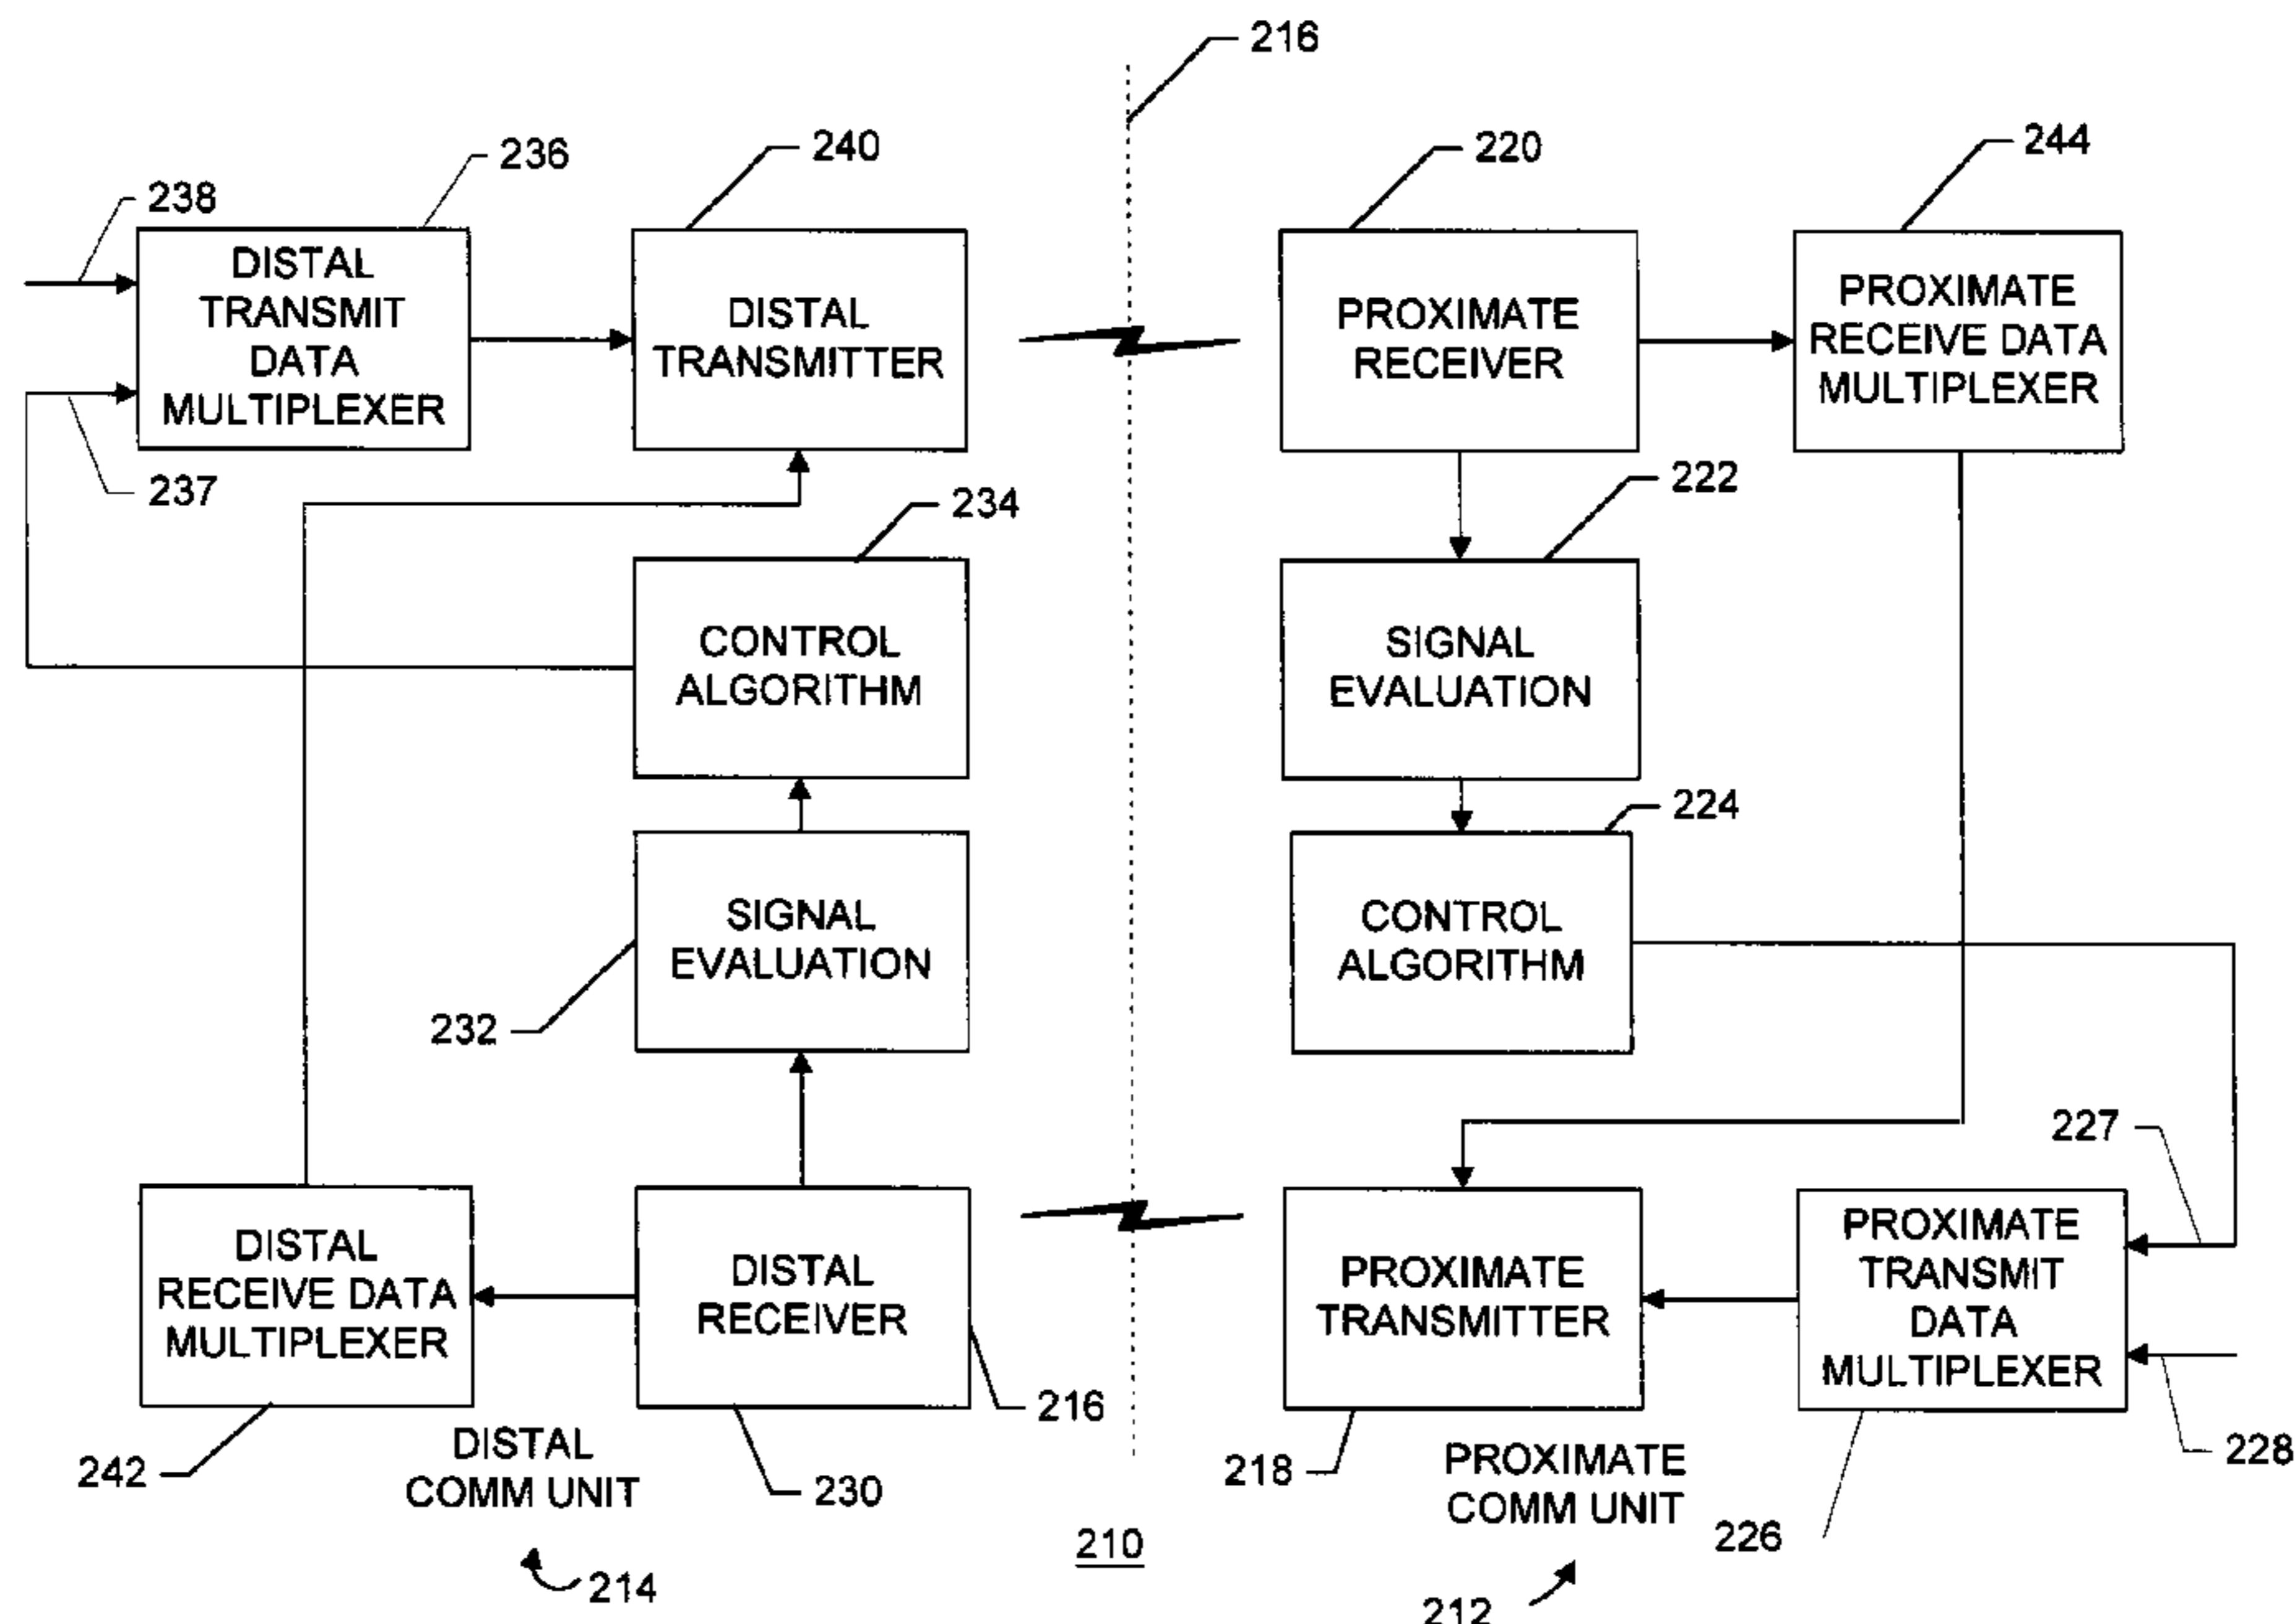 216
236
240
220
244
238
DISTAL
TRANSMIT
DATA
MULTIPLEXER
DISTAL
TRANSMITTER
PROXIMATE
RECEIVER
PROXIMATE
RECEIVE DATA
MULTIPLEXER
237
234
222
CONTROL
ALGORITHM
SIGNAL
EVALUATION
224
SIGNAL
EVALUATION
CONTROL
ALGORITHM
232
227
DISTAL
RECEIVE DATA
MULTIPLEXER
DISTAL
RECEIVER
PROXIMATE
TRANSMITTER
PROXIMATE
TRANSMIT
DATA
MULTIPLEXER
216
228
242
DISTAL
COMM UNIT
230
218
PROXIMATE
COMM UNIT
226
210
214
212